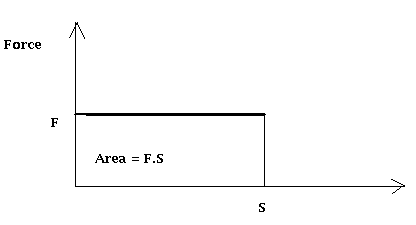 Force
F
Area = F.S
S